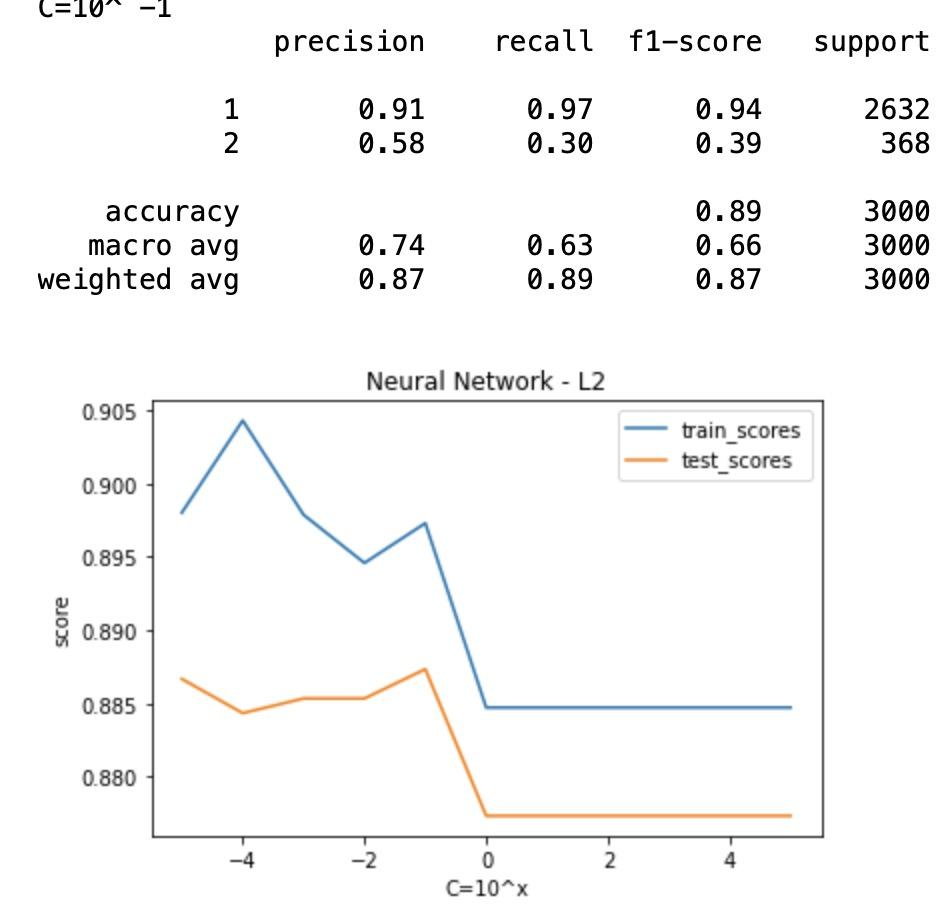 C=10^ -1
precision recall f1-score support
1 0.91 0.97 0.94 2632
2 0.58 0.30 0.39 368
accuracy 0.89 3000
macro avg 0.74 0.63 0.66 3000
weighted avg 0.87 0.89 0.87 3000
Neural Network - L2
train_scores
test_scores
0.905
0.900
0.895
0.890
0.885
0.880
score
−4 −2 0 2 4
C=10^x